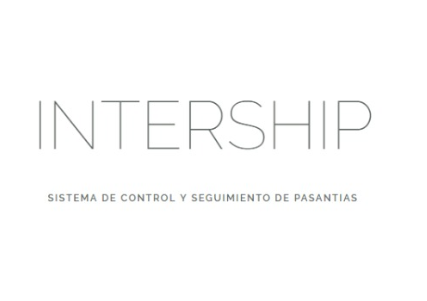 INTERSHIP
SISTEMA DE CONTROL Y SEGUIMIENTO DE PASANTIAS